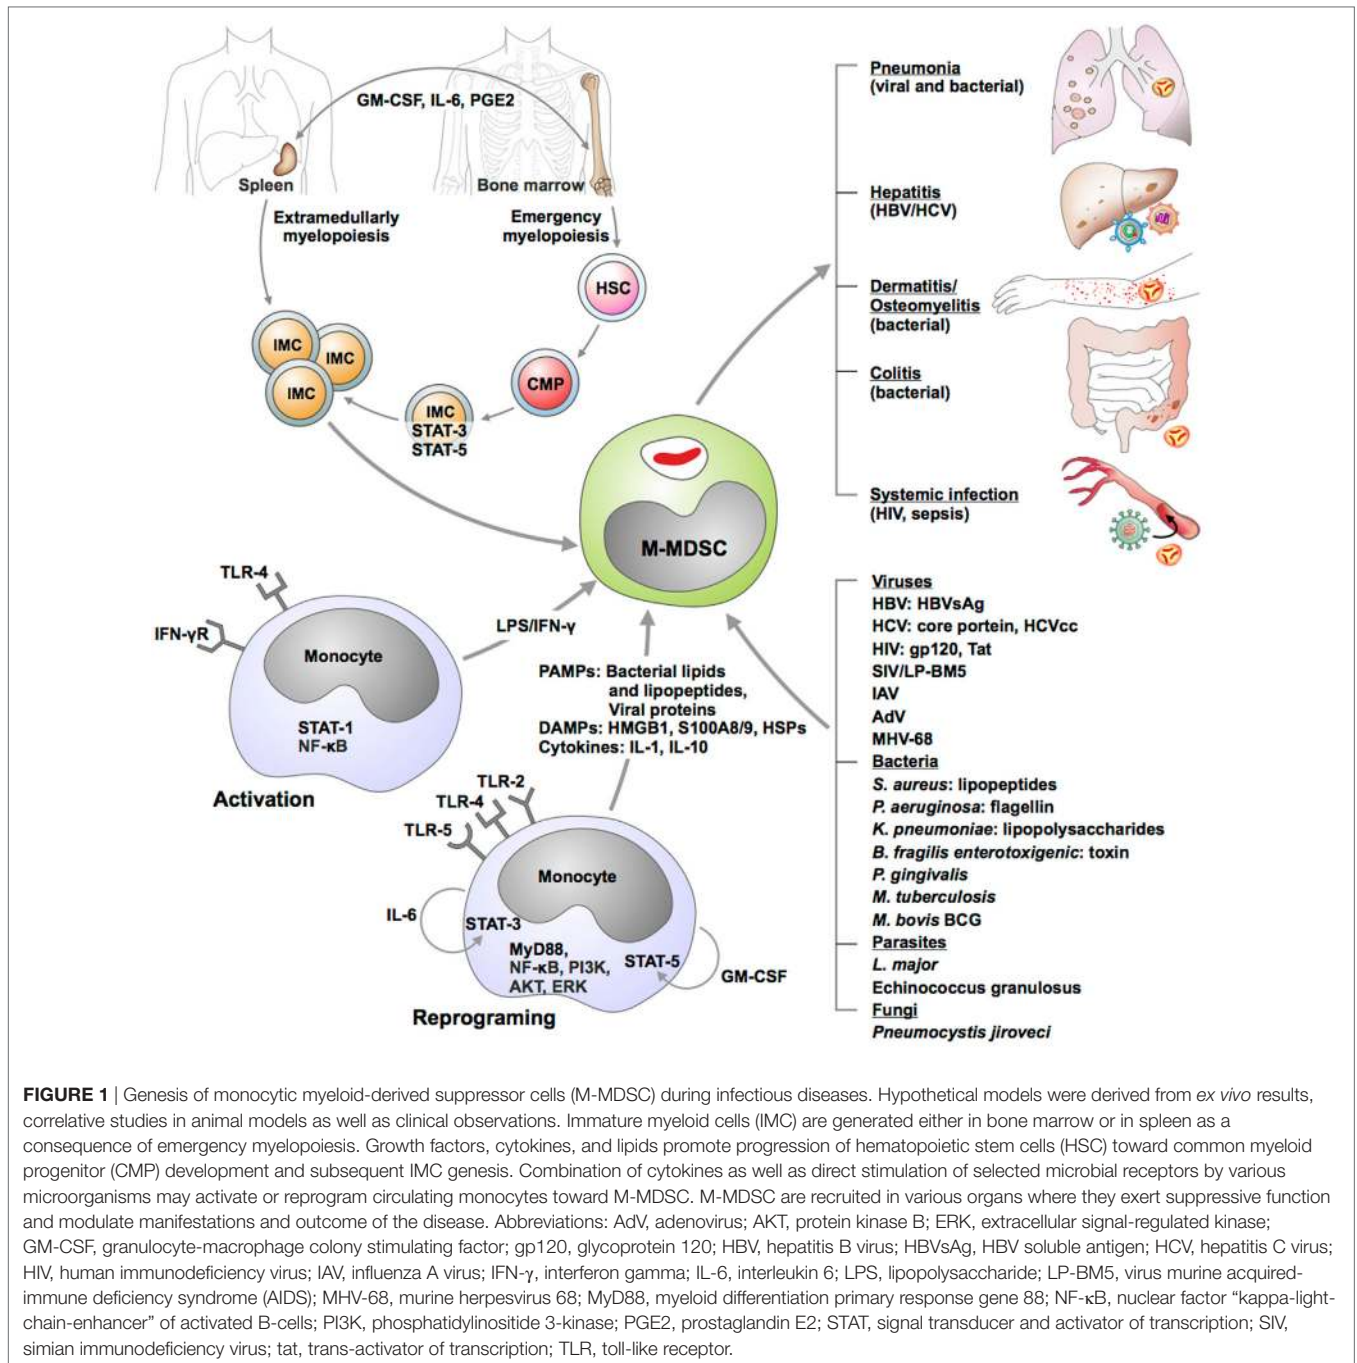 GM-CSF, IL-6, PGE2
Spleen
Bone marrow
Extramedullarly
myelopoiesis
Emergency
myelopoiesis
HSC
IMC
IMC
IMC
CMP
IMC
STAT-3
STAT-5
M-MDSC
TLR-4
IFN-γR
Monocyte
STAT-1
NF-κB
Activation
LPS/IFN-γ
PAMPs: Bacterial lipids
and lipopeptides,
Viral proteins
DAMPs: HMGB1, S100A8/9, HSPs
Cytokines: IL-1, IL-10
TLR-2
TLR-4
TLR-5
Monocyte
IL-6
STAT-3
MyD88,
NF-κB, PI3K,
AKT, ERK
STAT-5
GM-CSF
Reprograming
Pneumonia
(viral and bacterial)
Hepatitis
(HBV/HCV)
Dermatitis/
Osteomyelitis
(bacterial)
Colitis
(bacterial)
Systemic infection
(HIV, sepsis)
Viruses
HBV: HBVsAg
HCV: core portein, HCVcc
HIV: gp120, Tat
SIV/LP-BM5
IAV
AdV
MHV-68
Bacteria
S. aureus: lipopeptides
P. aeruginosa: flagellin
K. pneumoniae: lipopolysaccharides
B. fragilis enterotoxigenic: toxin
P. gingivalis
M. tuberculosis
M. bovis BCG
Parasites
L. major
Echinococcus granulosus
Fungi
Pneumocystis jiroveci
FIGURE 1 | Genesis of monocytic myeloid-derived suppressor cells (M-MDSC) during infectious diseases. Hypothetical models were derived from ex vivo results,
correlative studies in animal models as well as clinical observations. Immature myeloid cells (IMC) are generated either in bone marrow or in spleen as a
consequence of emergency myelopoiesis. Growth factors, cytokines, and lipids promote progression of hematopoietic stem cells (HSC) toward common myeloid
progenitor (CMP) development and subsequent IMC genesis. Combination of cytokines as well as direct stimulation of selected microbial receptors by various
microorganisms may activate or reprogram circulating monocytes toward M-MDSC. M-MDSC are recruited in various organs where they exert suppressive function
and modulate manifestations and outcome of the disease. Abbreviations: AdV, adenovirus; AKT, protein kinase B; ERK, extracellular signal-regulated kinase;
GM-CSF, granulocyte-macrophage colony stimulating factor; gp120, glycoprotein 120; HBV, hepatitis B virus; HBVsAg, HBV soluble antigen; HCV, hepatitis C virus;
HIV, human immunodeficiency virus; IAV, influenza A virus; IFN-γ, interferon gamma; IL-6, interleukin 6; LPS, lipopolysaccharide; LP-BM5, virus murine acquired-
immune deficiency syndrome (AIDS); MHV-68, murine herpesvirus 68; MyD88, myeloid differentiation primary response gene 88; NF-κB, nuclear factor “kappa-light-
chain-enhancer” of activated B-cells; PI3K, phosphatidylinositide 3-kinase; PGE2, prostaglandin E2; STAT, signal transducer and activator of transcription; SIV,
simian immunodeficiency virus; tat, trans-activator of transcription; TLR, toll-like receptor.